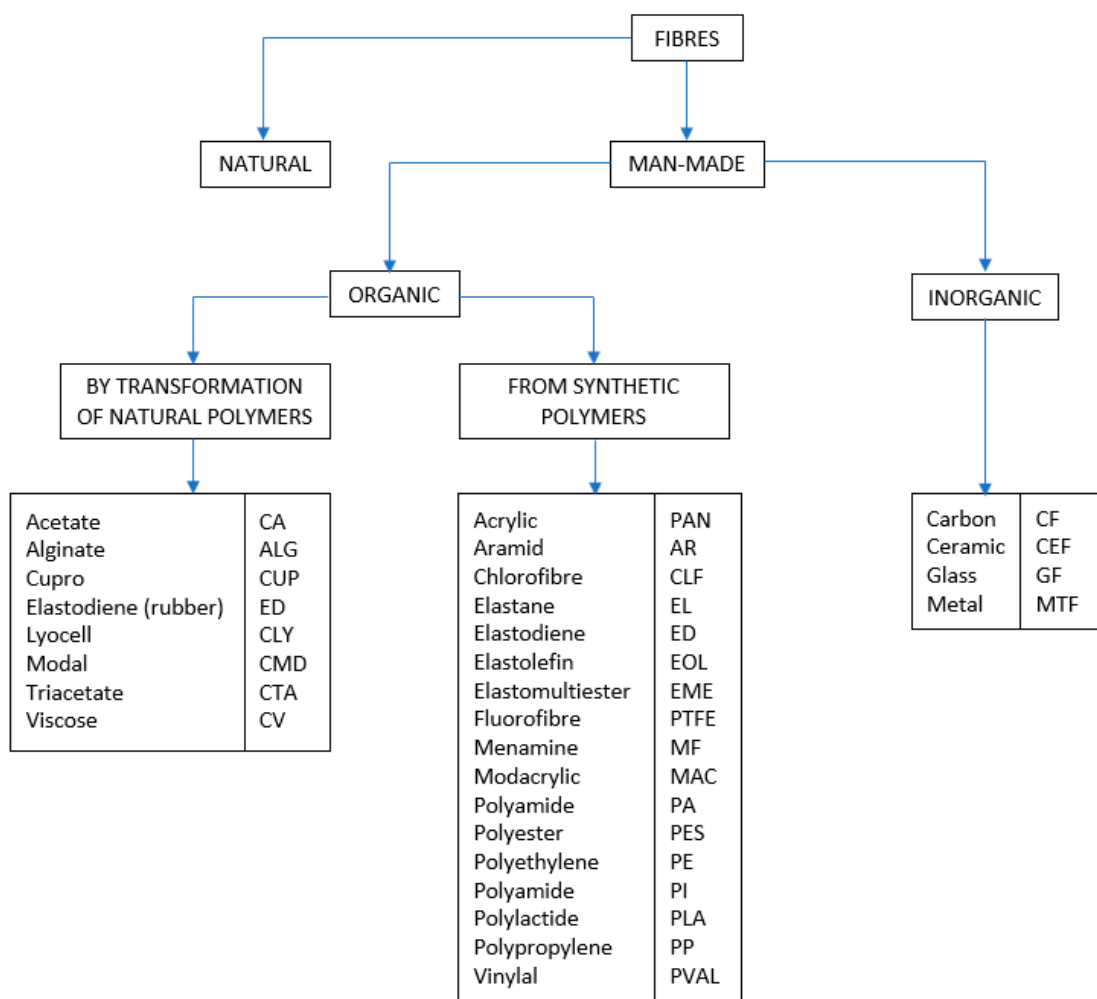 FIBRES
NATURAL
MAN-MADE
ORGANIC
INORGANIC
BY TRANSFORMATION
OF NATURAL POLYMERS
FROM SYNTHETIC
POLYMERS
Acetate CA
Alginate ALG
Cupro CUP
Elastodiene (rubber) ED
Lyocell CLY
Modal CMD
Triacetate CTA
Viscose CV
Acrylic PAN
Aramid AR
Chlorofibre CLF
Elastane EL
Elastodiene ED
Elastolefin EOL
Elastomultiester EME
Fluorofibre PTFE
Menamine MF
Modacrylic MAC
Polyamide PA
Polyester PES
Polyethylene PE
Polyamide PI
Polylactide PLA
Polypropylene PP
Vinylal PVAL
Carbon CF
Ceramic CEF
Glass GF
Metal MTF